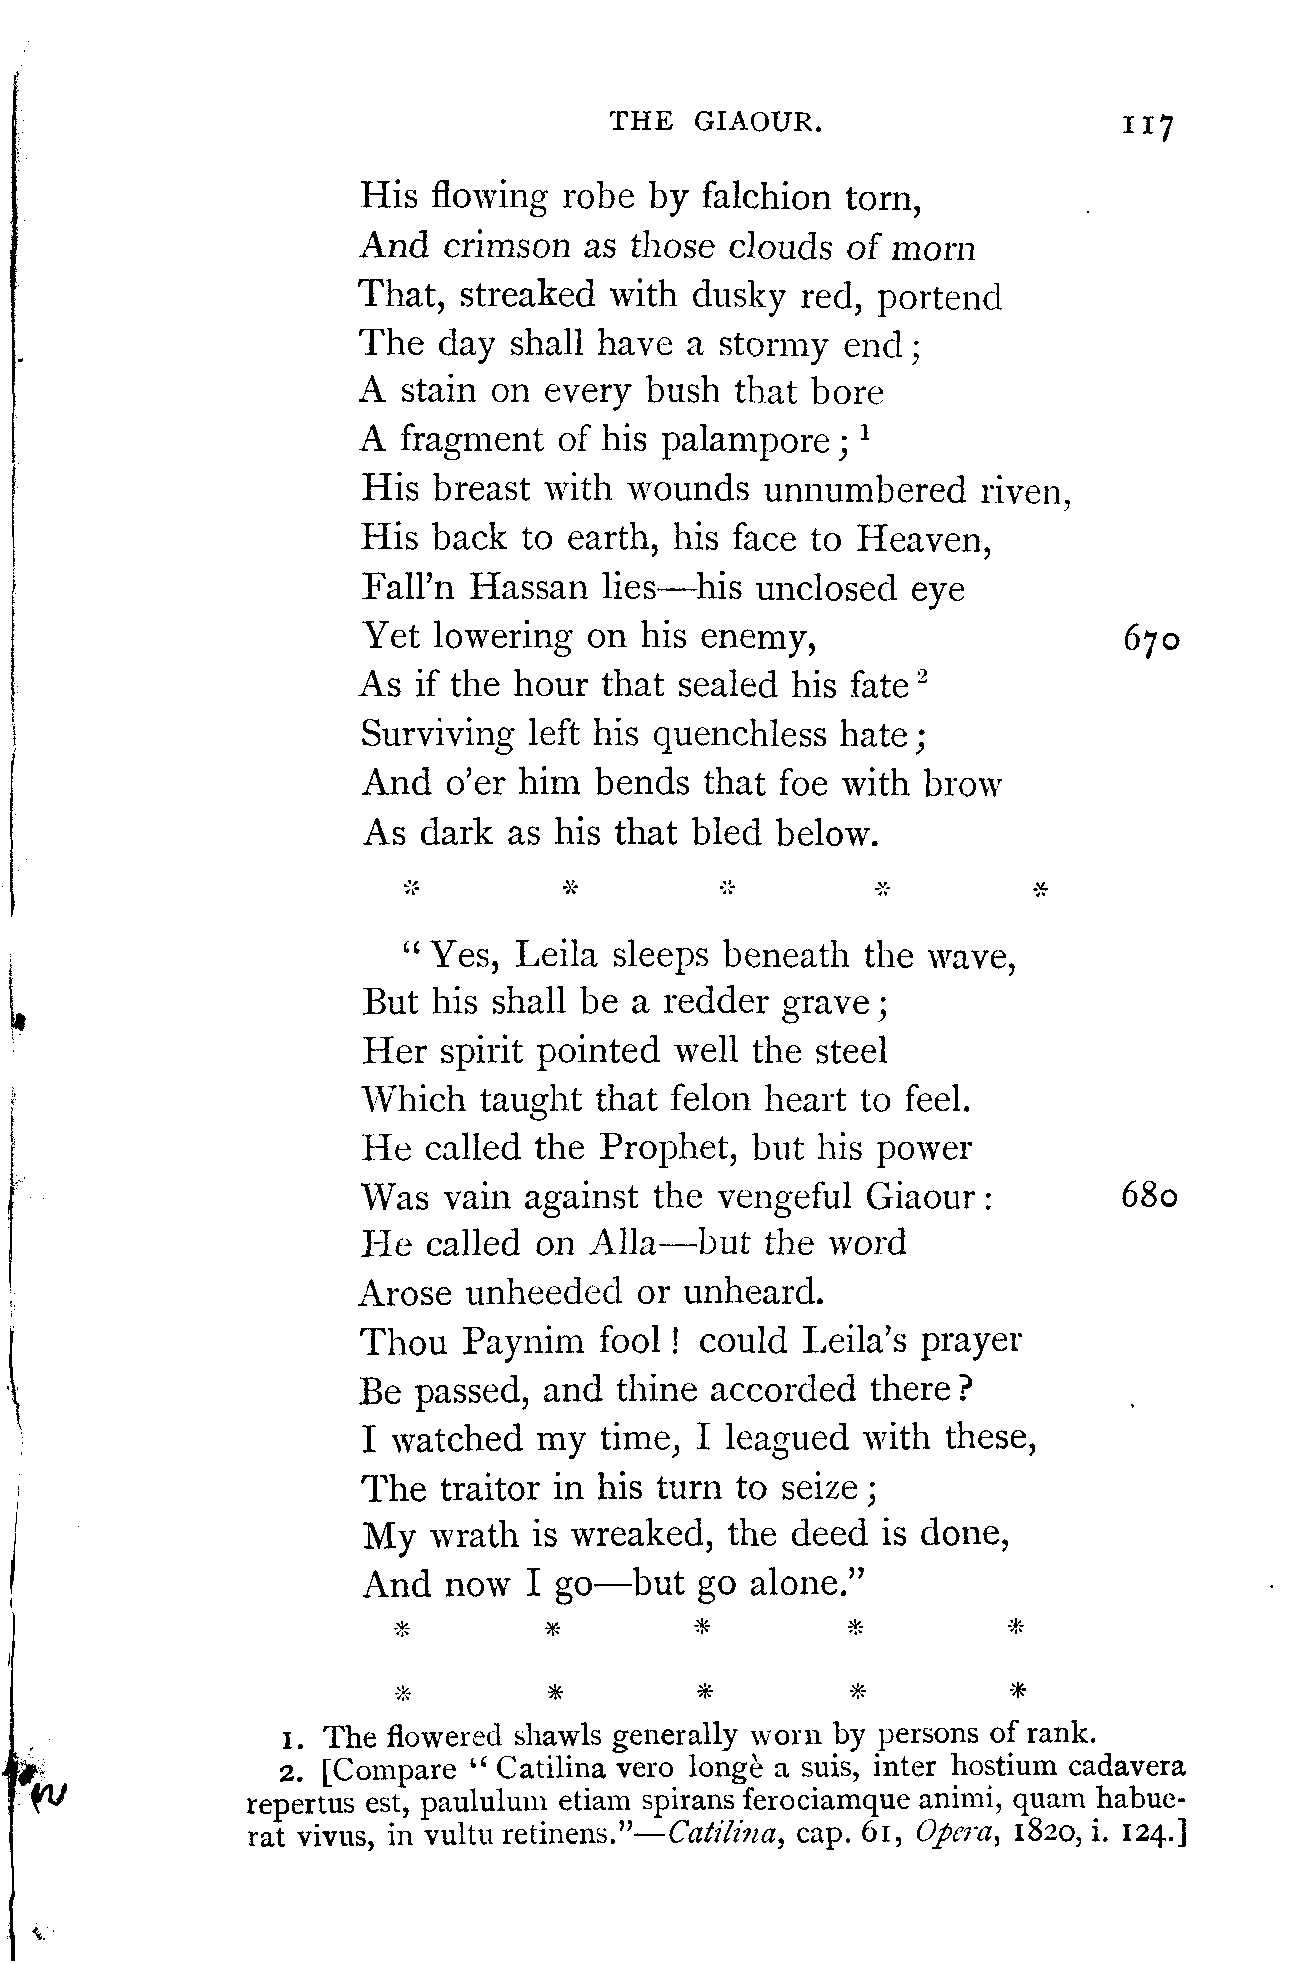 THE GIAOUR. 117
His flowing robe by falchion torn,
And crimson as those clouds of morn
That, streaked with dusky red, portend
The day shall have a stormy end;
A stain on every bush that bore
A fragment of his palampore; ¹
His breast with wounds unnumbered riven,
His back to earth, his face to Heaven,
Fall'n Hassan lies—his unclosed eye
Yet lowering on his enemy, 670
As if the hour that sealed his fate ²
Surviving left his quenchless hate;
And o'er him bends that foe with brow
As dark as his that bled below.
* * * * *
"Yes, Leila sleeps beneath the wave,
But his shall be a redder grave;
Her spirit pointed well the steel
Which taught that felon heart to feel.
He called the Prophet, but his power
Was vain against the vengeful Giaour: 680
He called on Alla—but the word
Arose unheeded or unheard.
Thou Paynim fool! could Leila's prayer
Be passed, and thine accorded there?
I watched my time, I leagued with these,
The traitor in his turn to seize;
My wrath is wreaked, the deed is done,
And now I go—but go alone."
* * * * *
* * * * *
1. The flowered shawls generally worn by persons of rank.
2. [Compare "Catilina vero longè a suis, inter hostium cadavera
repertus est, paululum etiam spirans ferociamque animi, quam habue-
rat vivus, in vultu retinens."—Catilina, cap. 61, Opera, 1820, i. 124.]